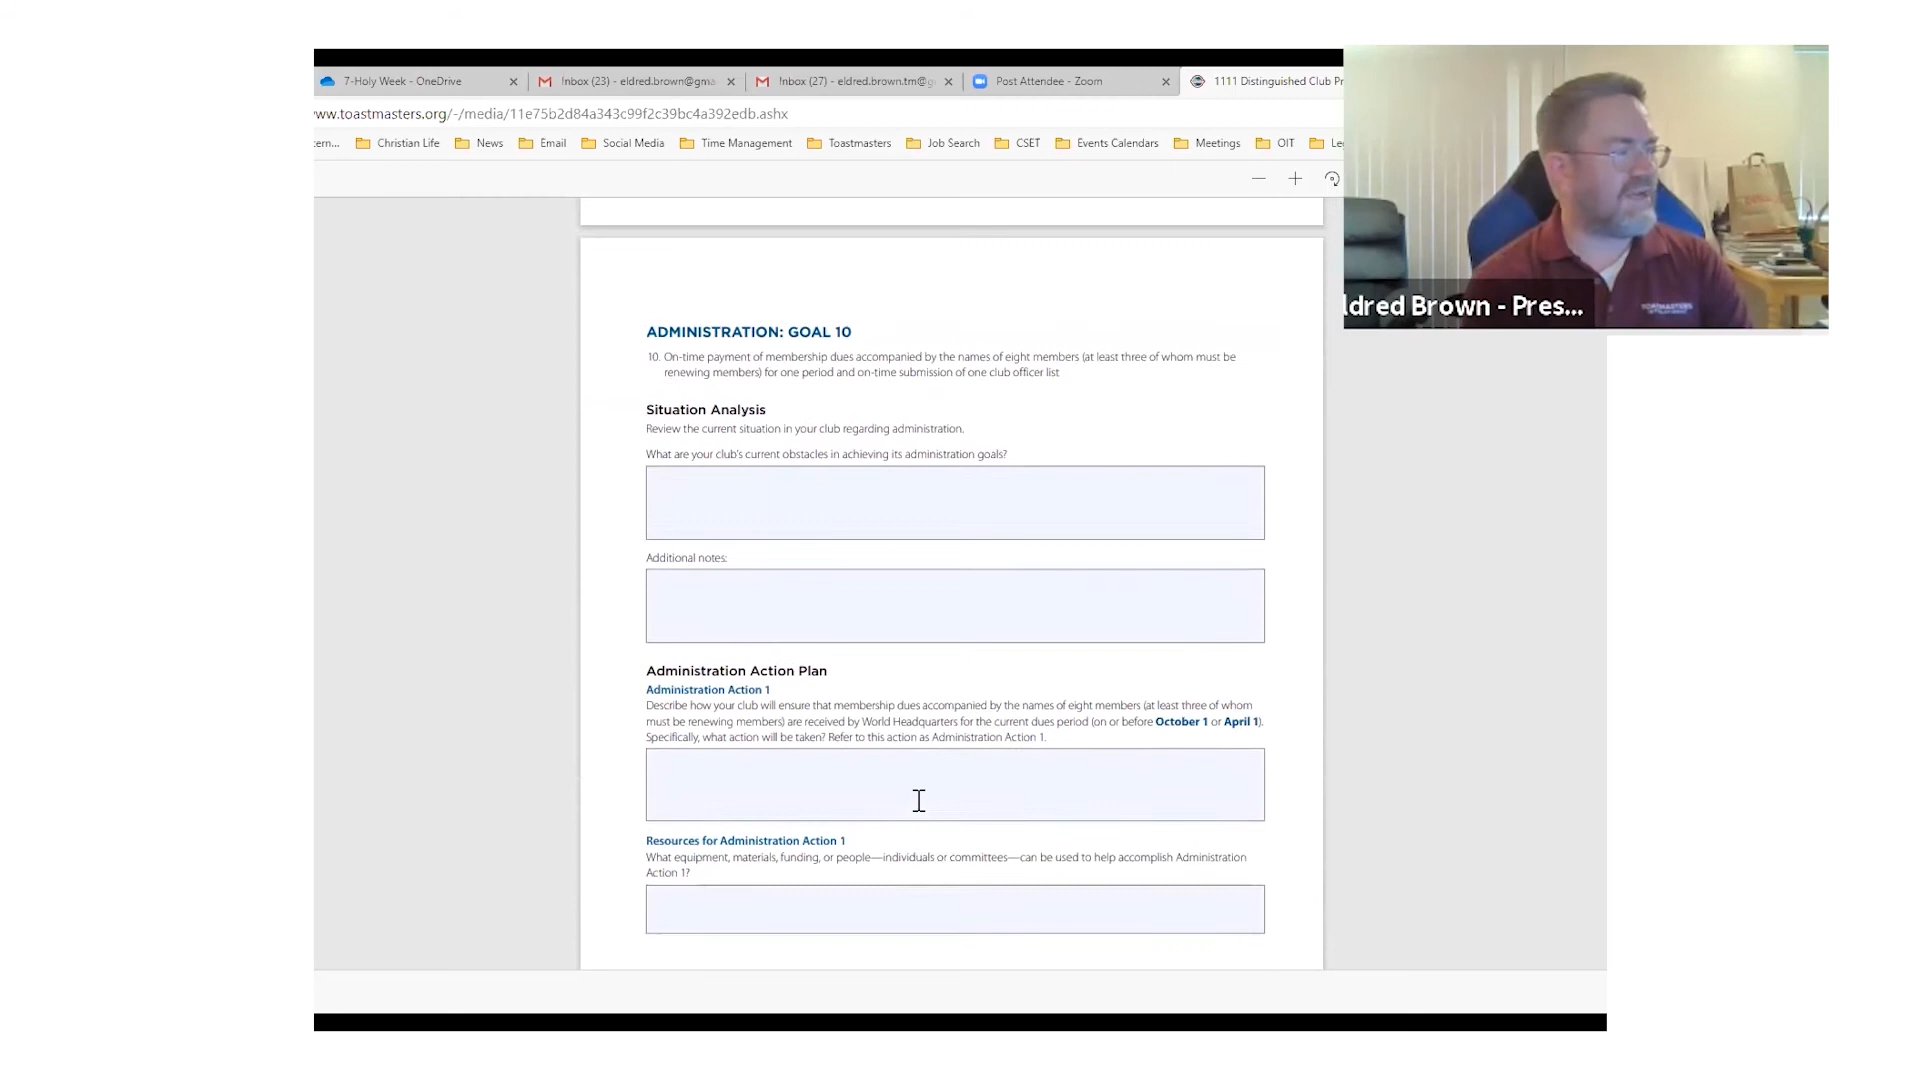 7-Holy Week - OneDrive
Inbox (23) - eldred.brown@gma
Inbox (27) - eldred.brown.tm@g
Post Attendee - Zoom
1111 Distinguished Club Pr
www.toastmasters.org/-/media/11e75b2d84a343c99f2c39bc4a392edb.ashx
tern...
Christian Life
News
Email
Social Media
Time Management
Toastmasters
Job Search
CSET
Events Calendars
Meetings
OIT
Le
ldred Brown - Pres...
TOASTMASTERS
ADMINISTRATION: GOAL 10
10. On-time payment of membership dues accompanied by the names of eight members (at least three of whom must be
renewing members) for one period and on-time submission of one club officer list
Situation Analysis
Review the current situation in your club regarding administration.
What are your club's current obstacles in achieving its administration goals?
Additional notes:
Administration Action Plan
Administration Action 1
Describe how your club will ensure that membership dues accompanied by the names of eight members (at least three of whom
must be renewing members) are received by World Headquarters for the current dues period (on or before October 1 or April 1).
Specifically, what action will be taken? Refer to this action as Administration Action 1.
Resources for Administration Action 1
What equipment, materials, funding, or people—individuals or committees—can be used to help accomplish Administration
Action 1?